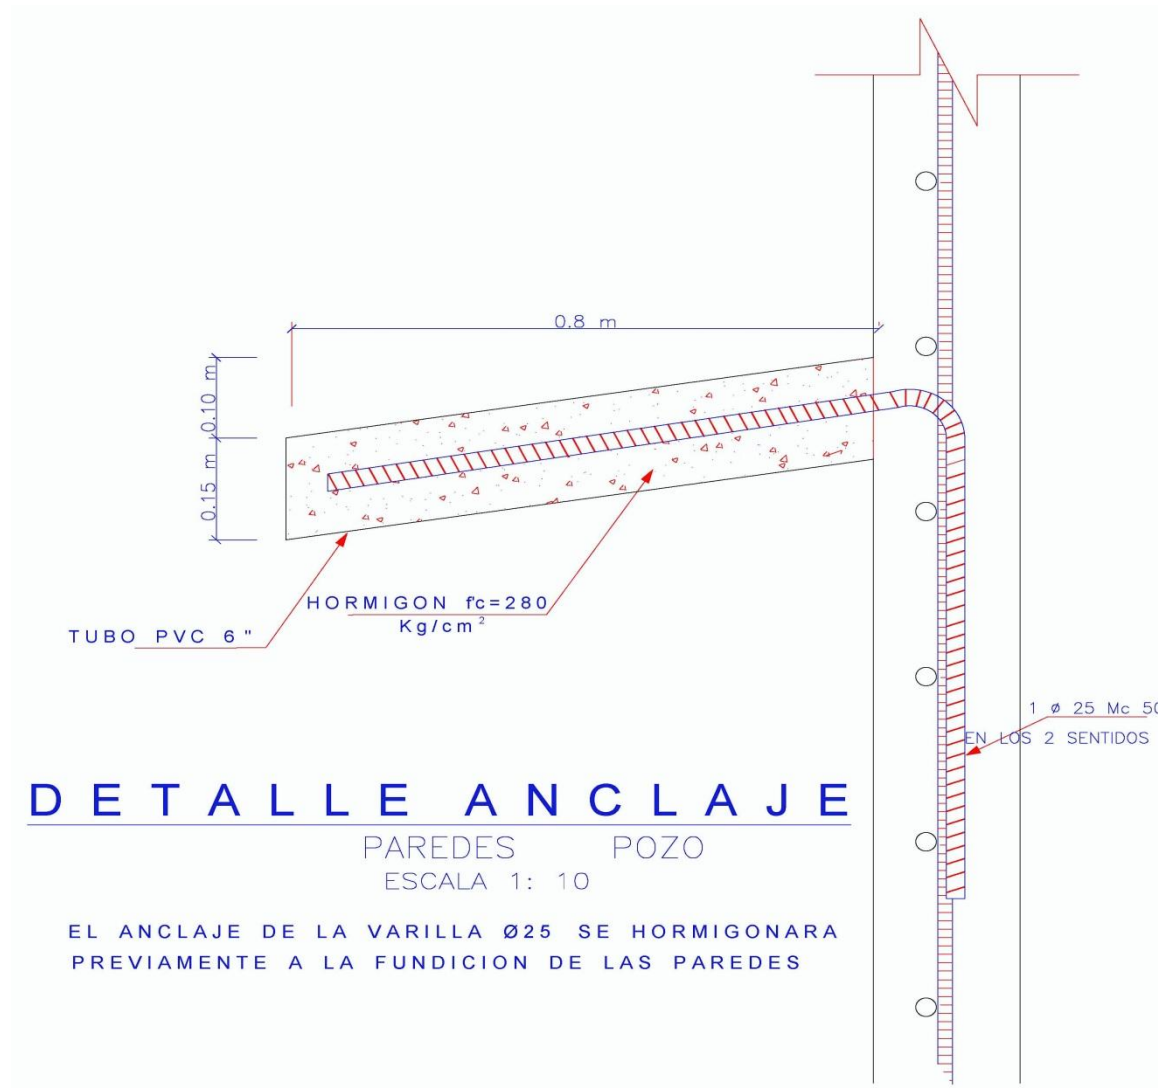 0.8 m
0.10 m
0.15 m
HORMIGON f'c=280
Kg/cm²
TUBO PVC 6"
1 ø 25 Mc 50
EN LOS 2 SENTIDOS
DETALLE ANCLAJE
PAREDES POZO
ESCALA 1: 10
EL ANCLAJE DE LA VARILLA Ø25 SE HORMIGONARA
PREVIAMENTE A LA FUNDICION DE LAS PAREDES